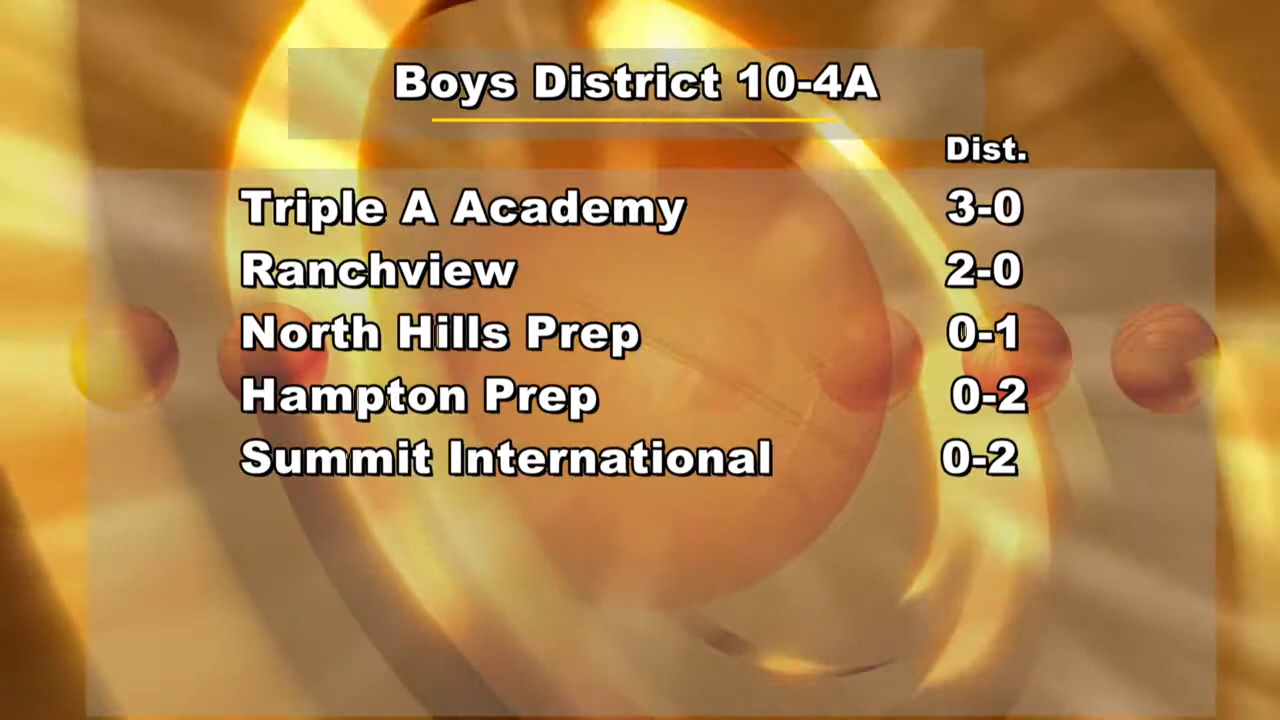 Boys District 10-4A
Dist.
Triple A Academy 3-0
Ranchview 2-0
North Hills Prep 0-1
Hampton Prep 0-2
Summit International 0-2